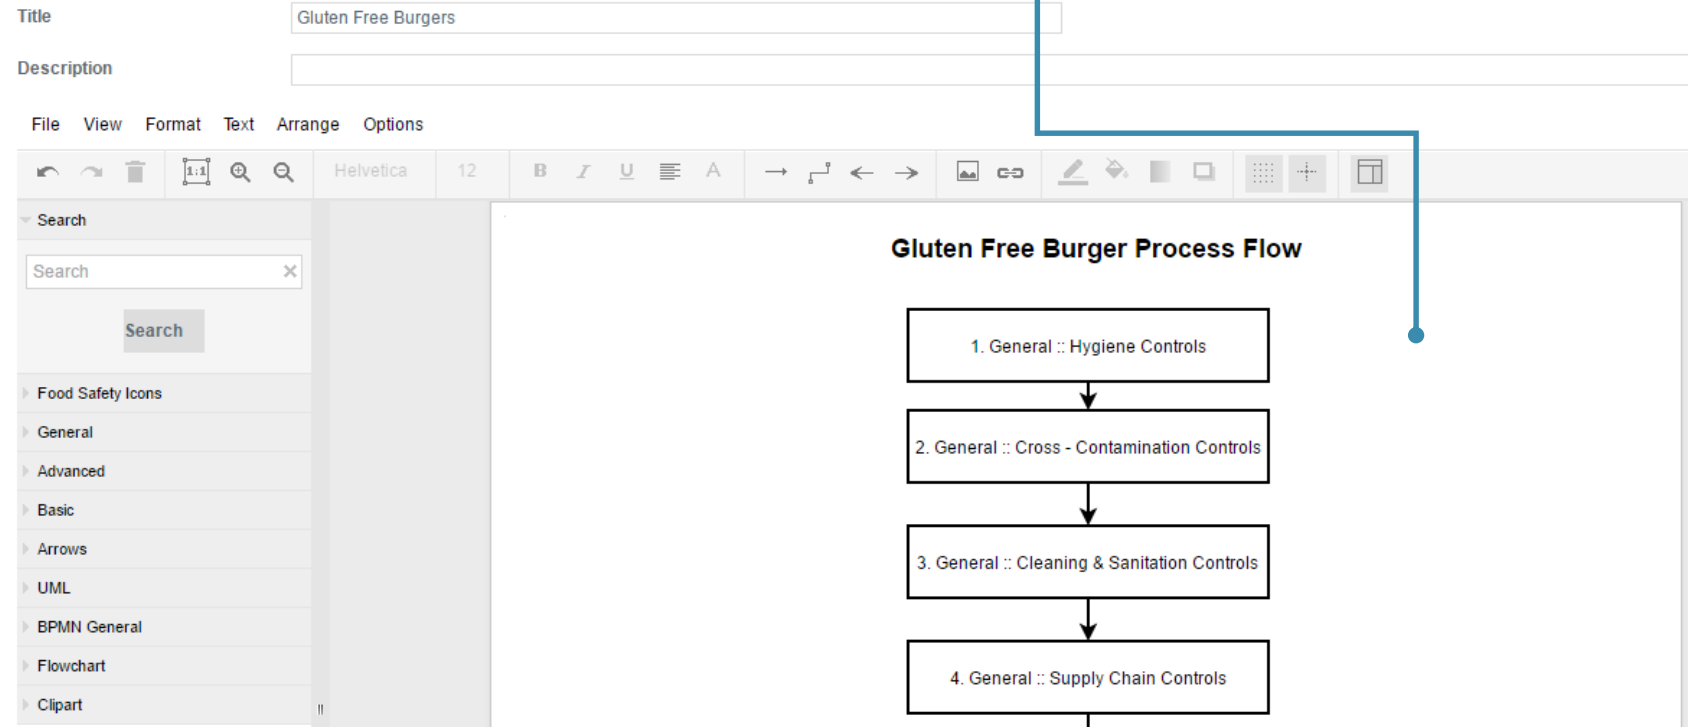 Title
Gluten Free Burgers
Description
File View Format Text Arrange Options
1:1 Helvetica 12 B I U A
Search
Search
Search
Food Safety Icons
General
Advanced
Basic
Arrows
UML
BPMN General
Flowchart
Clipart
Gluten Free Burger Process Flow
1. General :: Hygiene Controls
2. General :: Cross - Contamination Controls
3. General :: Cleaning & Sanitation Controls
4. General :: Supply Chain Controls